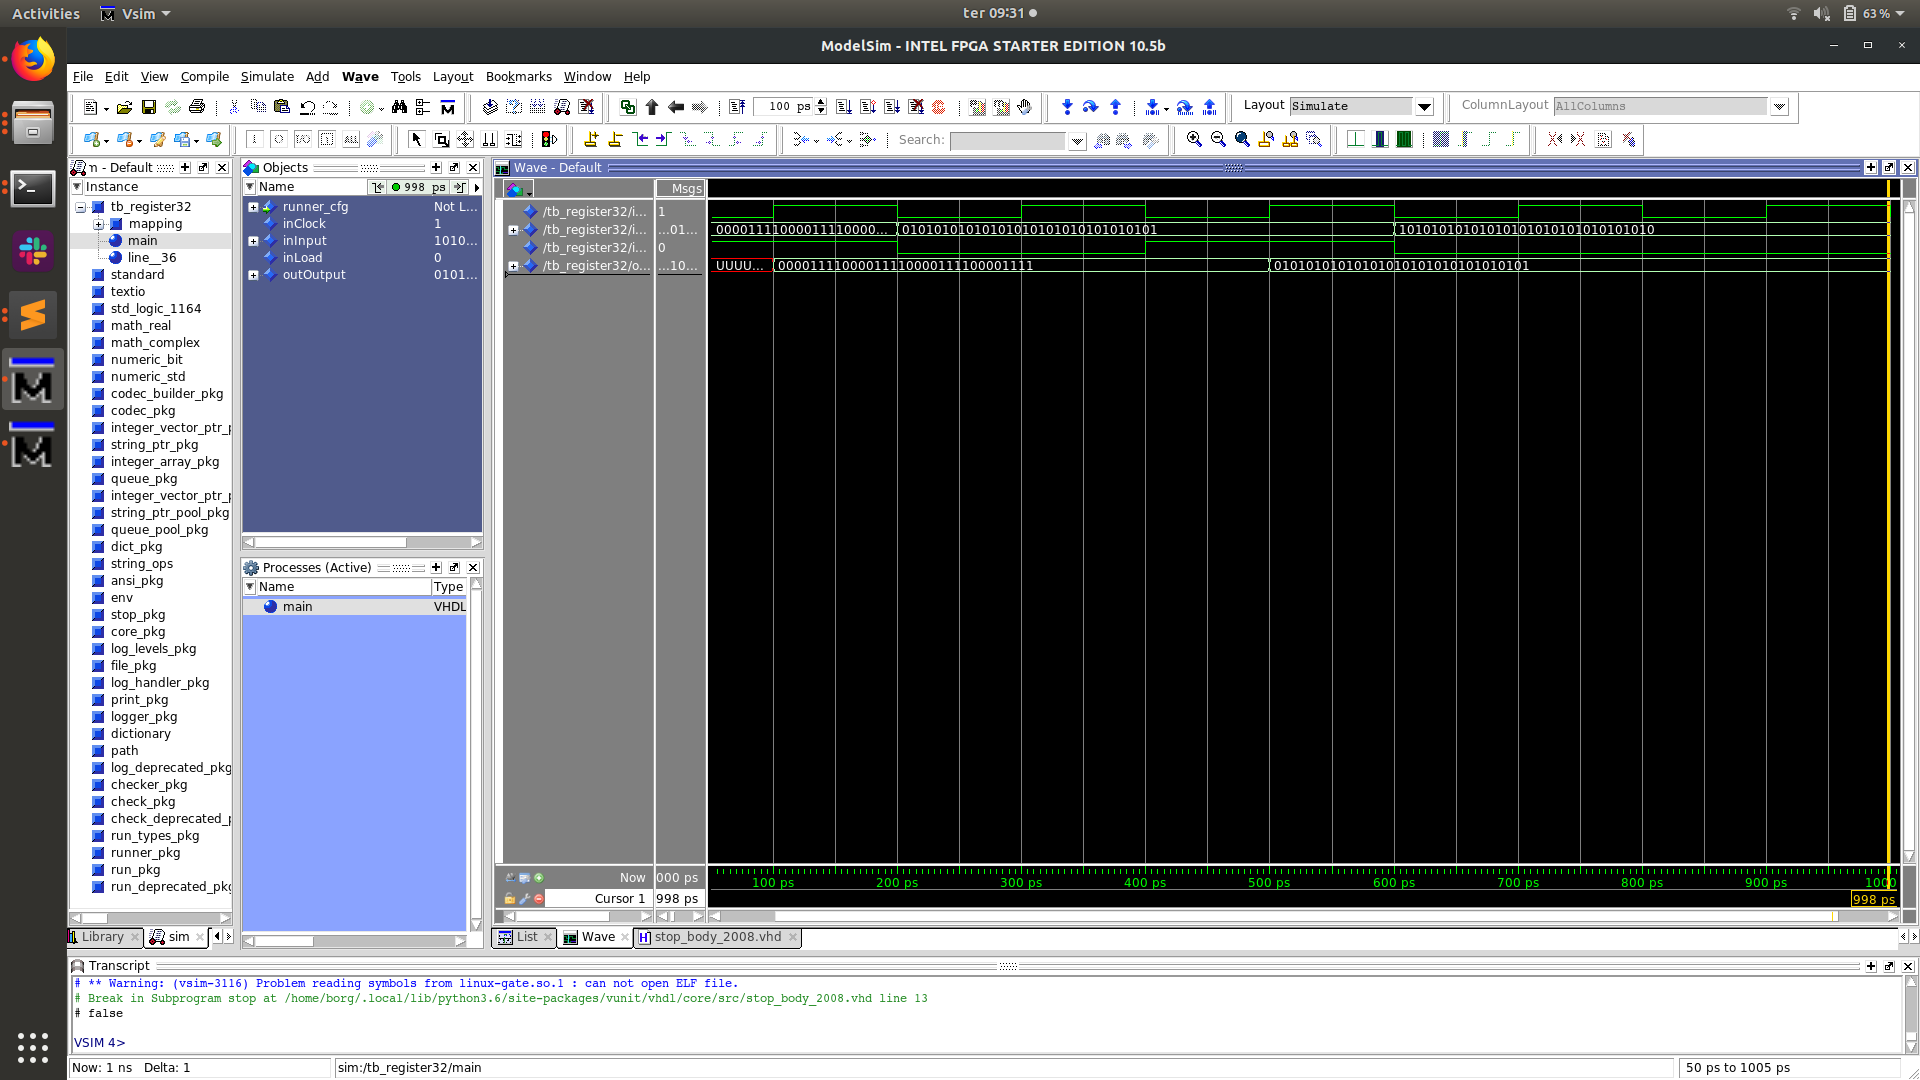 Activities
Vsim
ter 09:31
63 %
ModelSim - INTEL FPGA STARTER EDITION 10.5b
File Edit View Compile Simulate Add Wave Tools Layout Bookmarks Window Help
100 ps
Layout Simulate
ColumnLayout AllColumns
Search:
n - Default
Instance
tb_register32
mapping
main
line__36
standard
textio
std_logic_1164
math_real
math_complex
numeric_bit
numeric_std
codec_builder_pkg
codec_pkg
integer_vector_ptr_p
string_ptr_pkg
integer_array_pkg
queue_pkg
integer_vector_ptr_p
string_ptr_pool_pkg
queue_pool_pkg
dict_pkg
string_ops
ansi_pkg
env
stop_pkg
core_pkg
log_levels_pkg
file_pkg
log_handler_pkg
print_pkg
logger_pkg
dictionary
path
log_deprecated_pkg
checker_pkg
check_pkg
check_deprecated_p
run_types_pkg
runner_pkg
run_pkg
run_deprecated_pkg
Library
sim
Objects
Name
998 ps
runner_cfg Not L...
inClock 1
inInput 1010...
inLoad 0
outOutput 0101...
Processes (Active)
Name Type
main VHDL
Wave - Default
Msgs
/tb_register32/i... 1
/tb_register32/i... ...01... 00001111000011110000... 01010101010101010101010101010101 10101010101010101010101010101010
/tb_register32/i... 0
/tb_register32/o... ...10... UUUU... 00001111000011110000111100001111 01010101010101010101010101010101
Now 000 ps
100 ps 200 ps 300 ps 400 ps 500 ps 600 ps 700 ps 800 ps 900 ps 1000
Cursor 1 998 ps
998 ps
List
Wave
stop_body_2008.vhd
Transcript
# ** Warning: (vsim-3116) Problem reading symbols from linux-gate.so.1 : can not open ELF file.
# Break in Subprogram stop at /home/borg/.local/lib/python3.6/site-packages/vunit/vhdl/core/src/stop_body_2008.vhd line 13
# false
VSIM 4>
Now: 1 ns Delta: 1
sim:/tb_register32/main
50 ps to 1005 ps